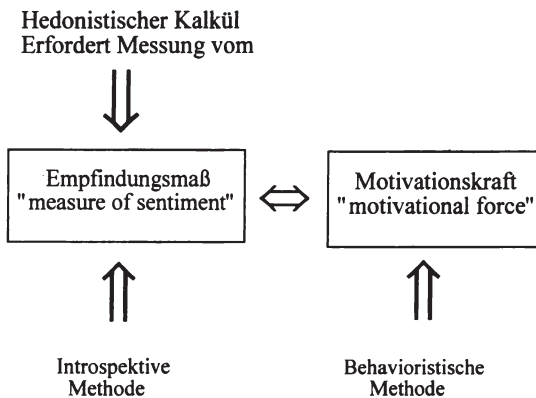 Hedonistischer Kalkül
Erfordert Messung vom
Empfindungsmaß
"measure of sentiment"
Motivationskraft
"motivational force"
Introspektive
Methode
Behavioristische
Methode